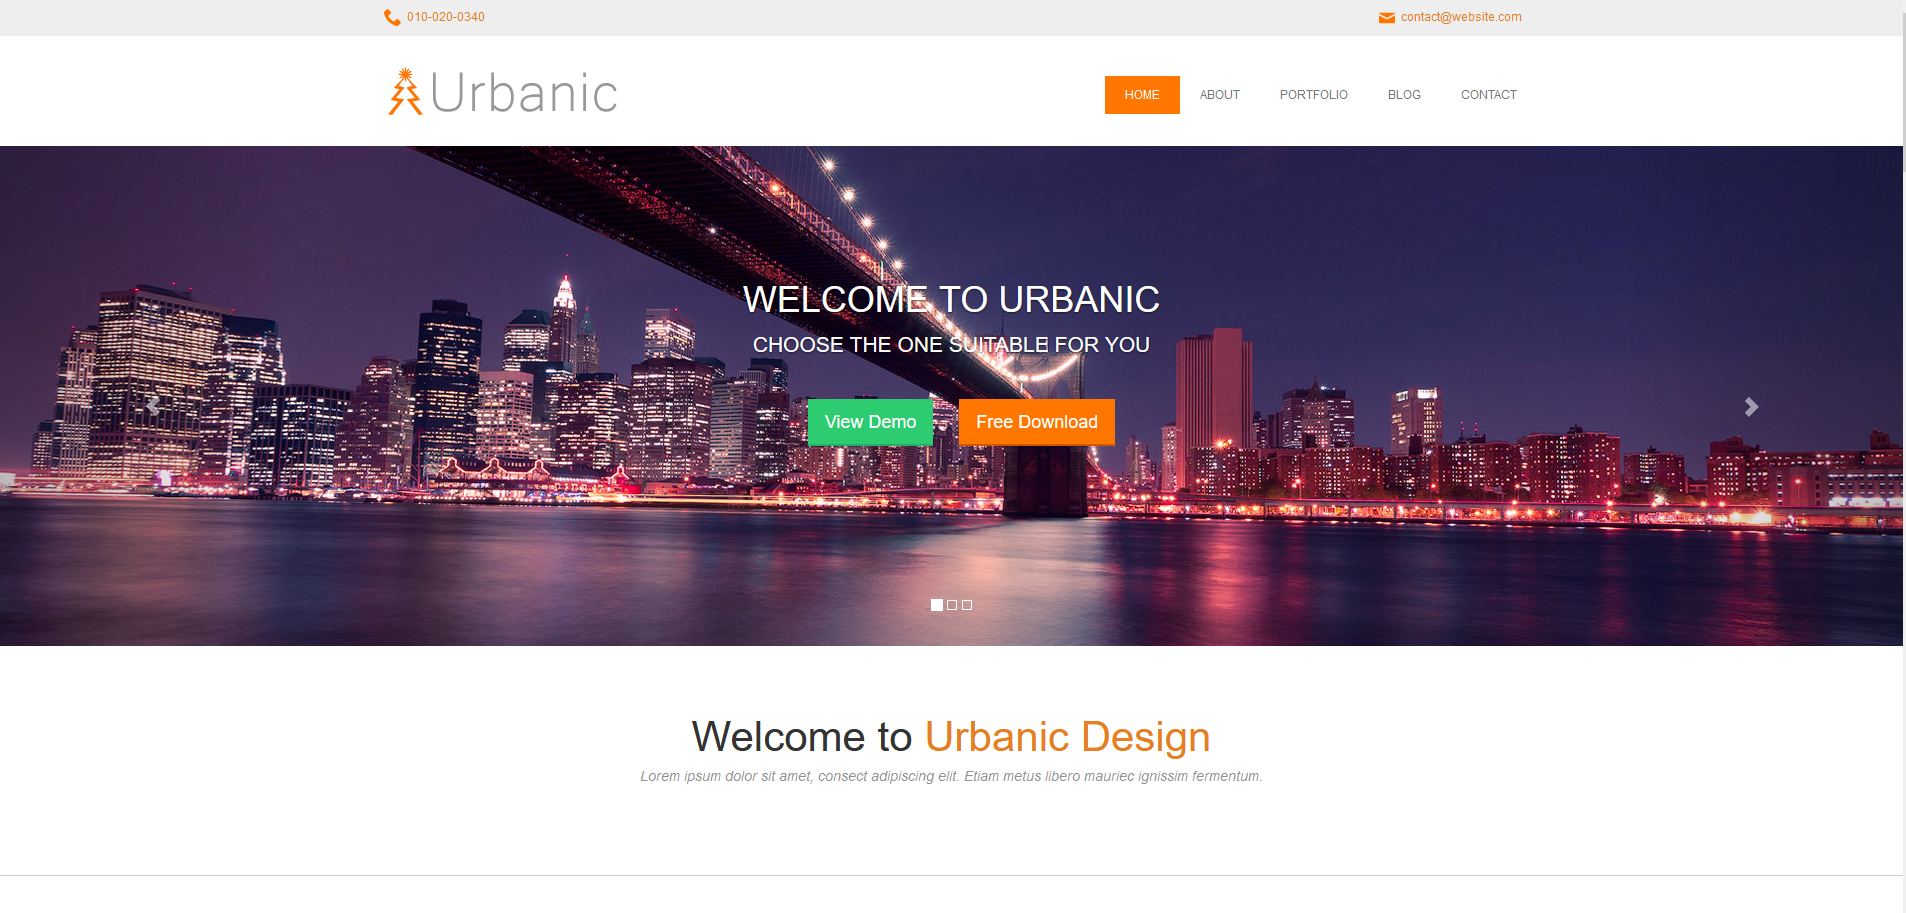 010-020-0340
contact@website.com
Urbanic
HOME ABOUT PORTFOLIO BLOG CONTACT
WELCOME TO URBANIC
CHOOSE THE ONE SUITABLE FOR YOU
View Demo Free Download
Welcome to Urbanic Design
Lorem ipsum dolor sit amet, consect adipiscing elit. Etiam metus libero mauriec ignissim fermentum.